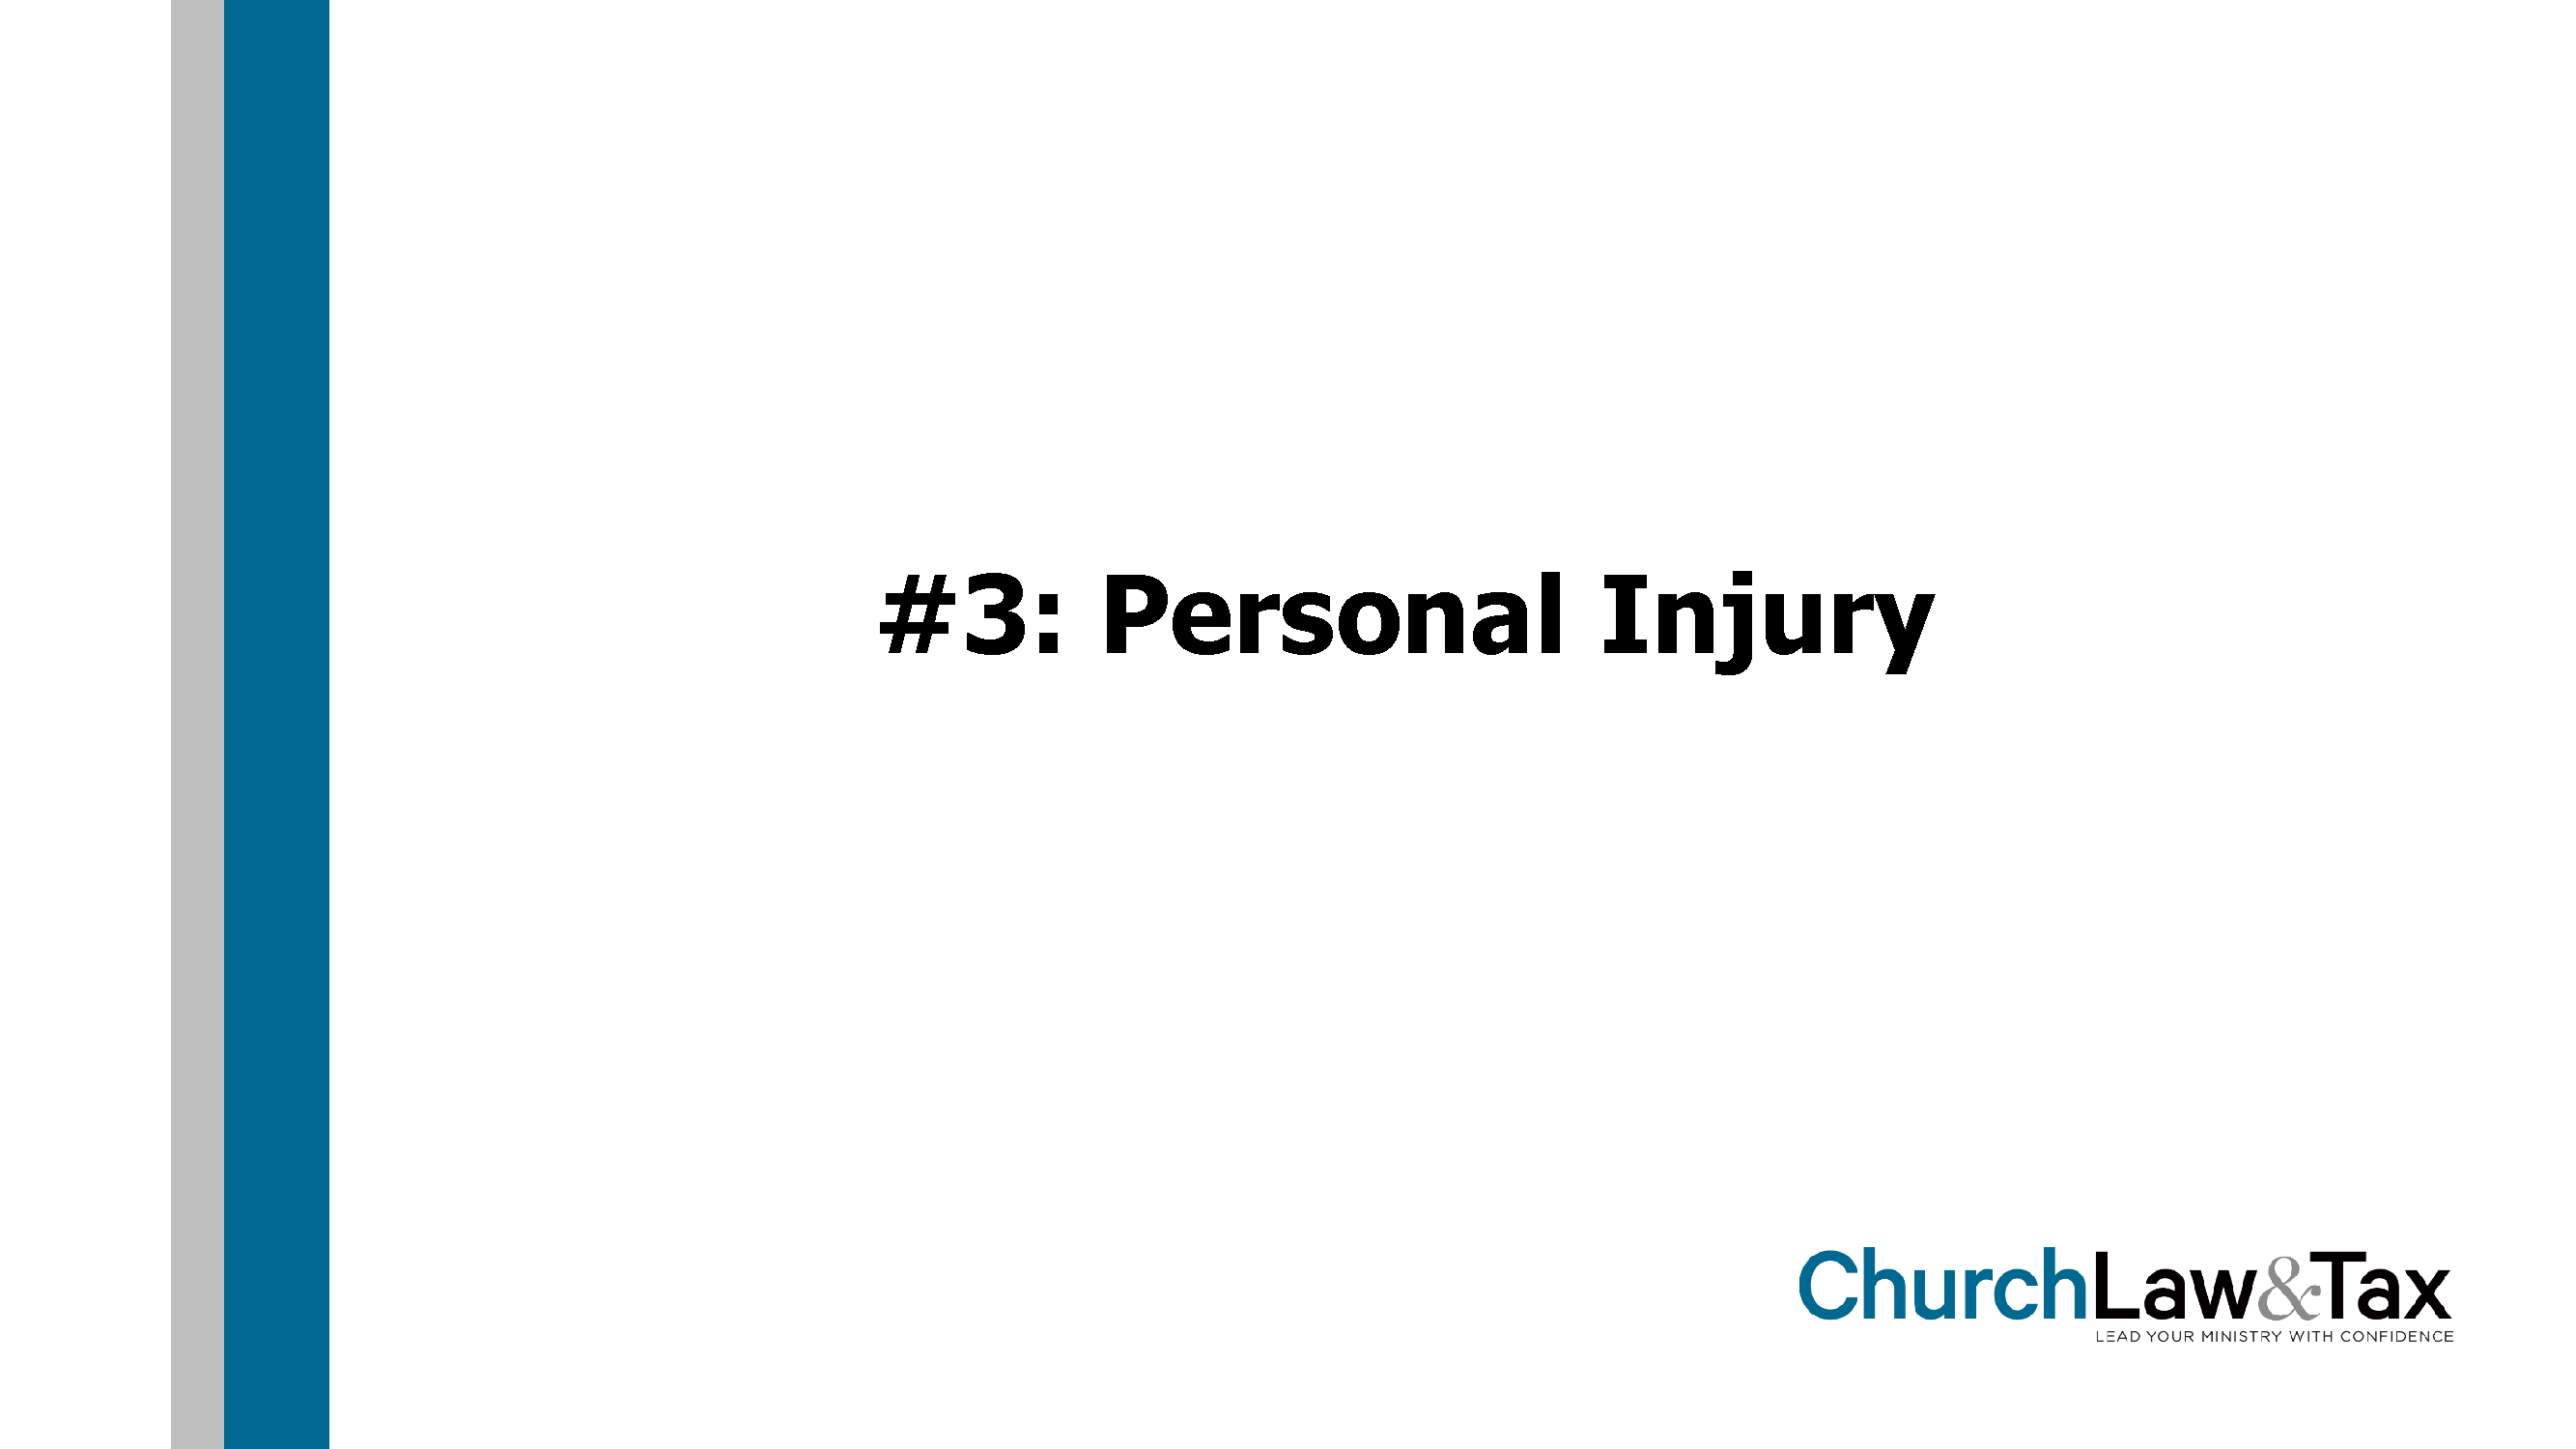 #3: Personal Injury
ChurchLaw&Tax
LEAD YOUR MINISTRY WITH CONFIDENCE